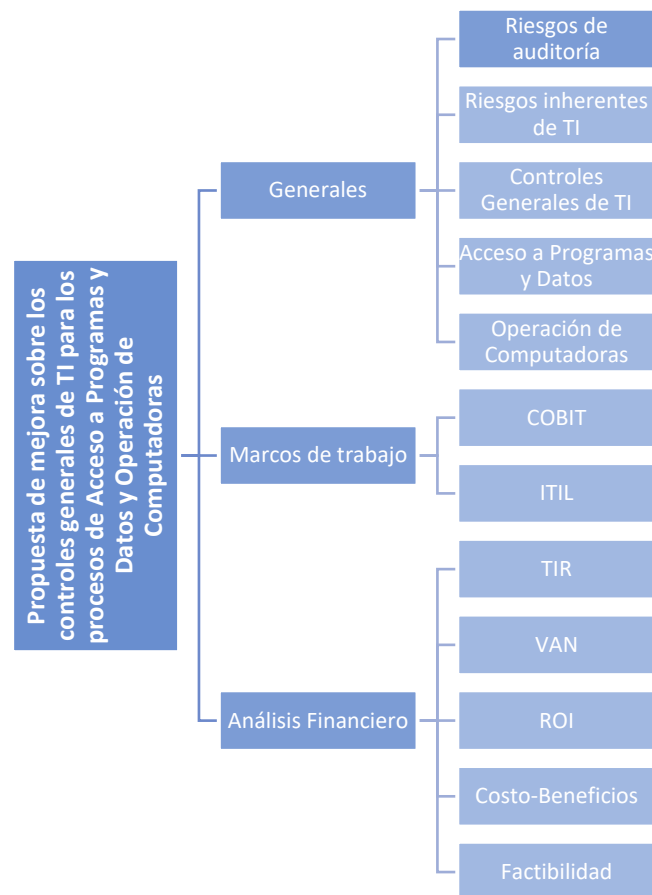 Propuesta de mejora sobre los
controles generales de TI para los
procesos de Acceso a Programas y
Datos y Operación de
Computadoras
Generales
Riesgos de
auditoría
Riesgos inherentes
de TI
Controles
Generales de TI
Acceso a Programas
y Datos
Operación de
Computadoras
Marcos de trabajo
COBIT
ITIL
Análisis Financiero
TIR
VAN
ROI
Costo-Beneficios
Factibilidad